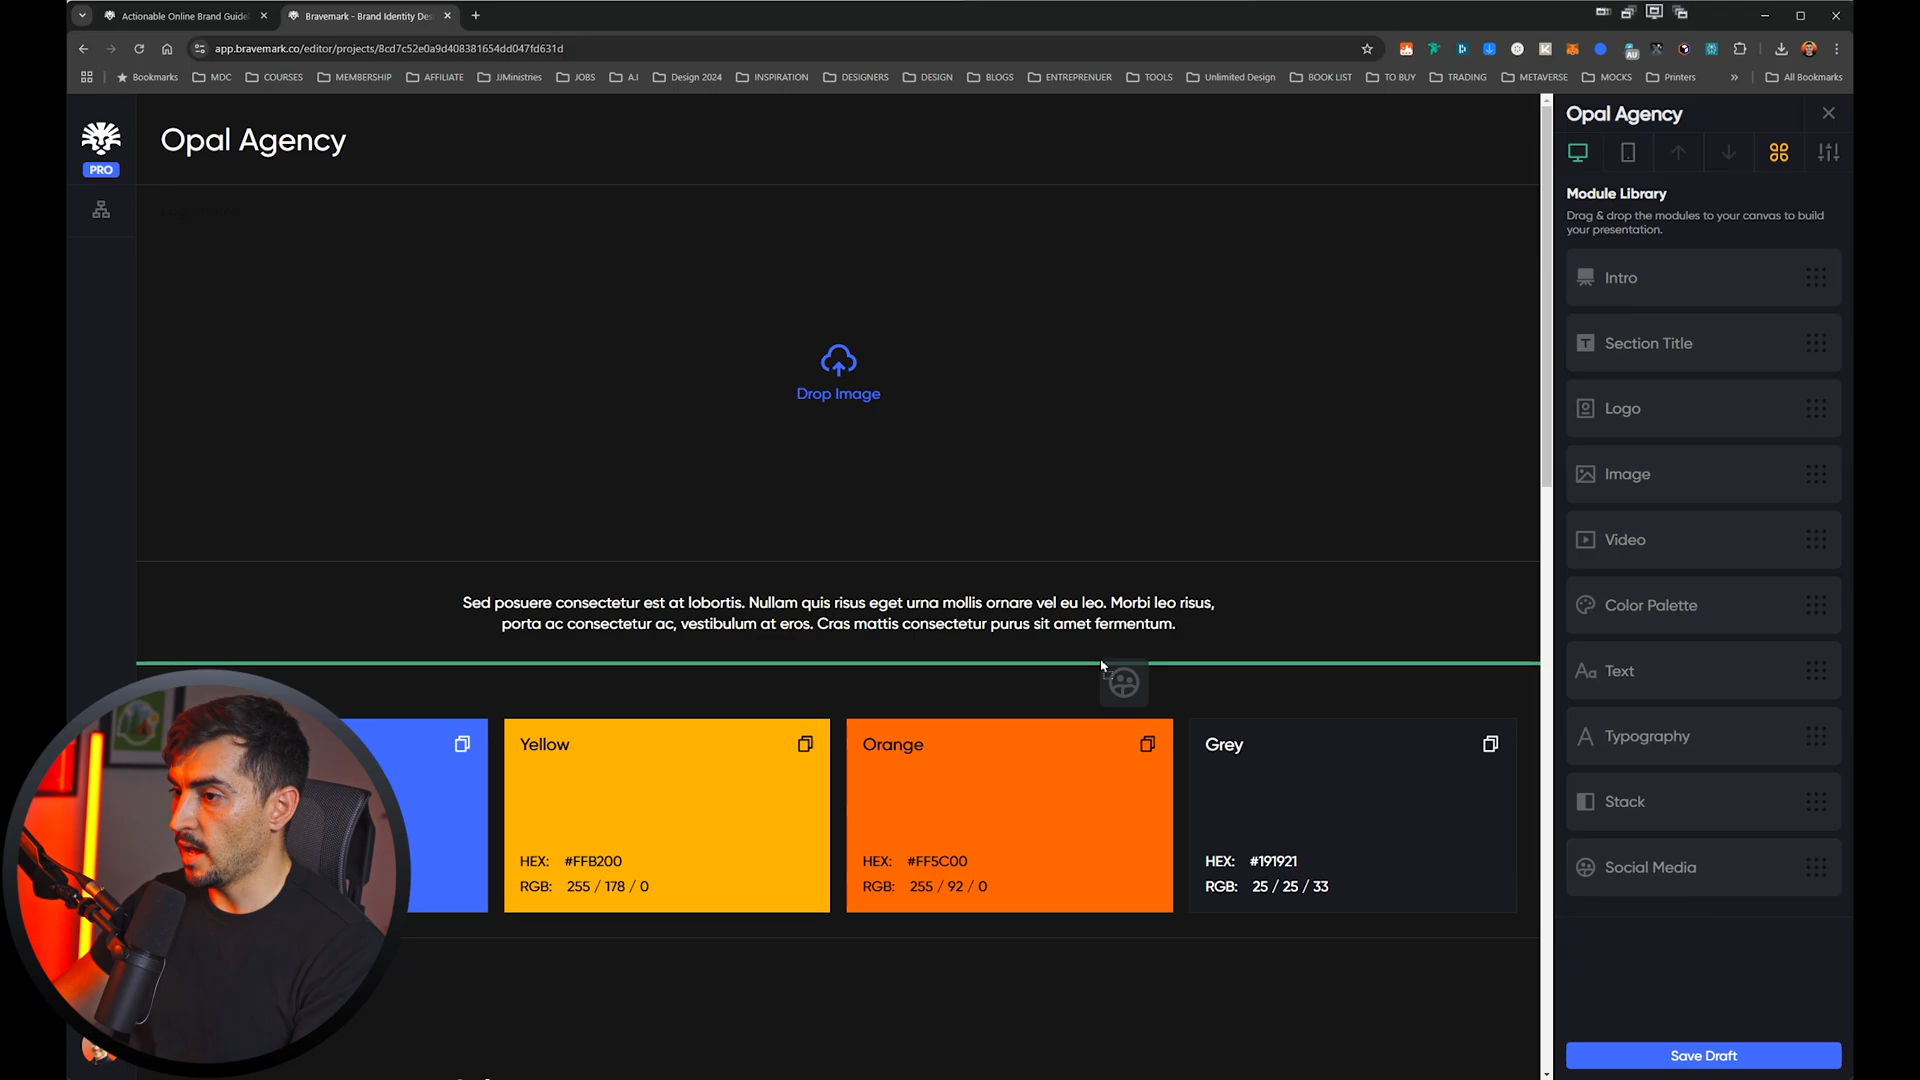 Actionable Online Brand Guide
Bravemark - Brand Identity Des
app.bravemark.co/editor/projects/8cd7c52e0a9d408381654dd047fd631d
Bookmarks
MDC
COURSES
MEMBERSHIP
AFFILIATE
JJMinistries
JOBS
A.I
Design 2024
INSPIRATION
DESIGNERS
DESIGN
BLOGS
ENTREPRENUER
TOOLS
Unlimited Design
BOOK LIST
TO BUY
TRADING
METAVERSE
MOCKS
Printers
All Bookmarks
PRO
Opal Agency
Drop Image
Sed posuere consectetur est at lobortis. Nullam quis risus eget urna mollis ornare vel eu leo. Morbi leo risus,
porta ac consectetur ac, vestibulum at eros. Cras mattis consectetur purus sit amet fermentum.
Yellow
HEX: #FFB200
RGB: 255 / 178 / 0
Orange
HEX: #FF5C00
RGB: 255 / 92 / 0
Grey
HEX: #191921
RGB: 25 / 25 / 33
Opal Agency
Module Library
Drag & drop the modules to your canvas to build
your presentation.
Intro
Section Title
Logo
Image
Video
Color Palette
Text
Typography
Stack
Social Media
Save Draft